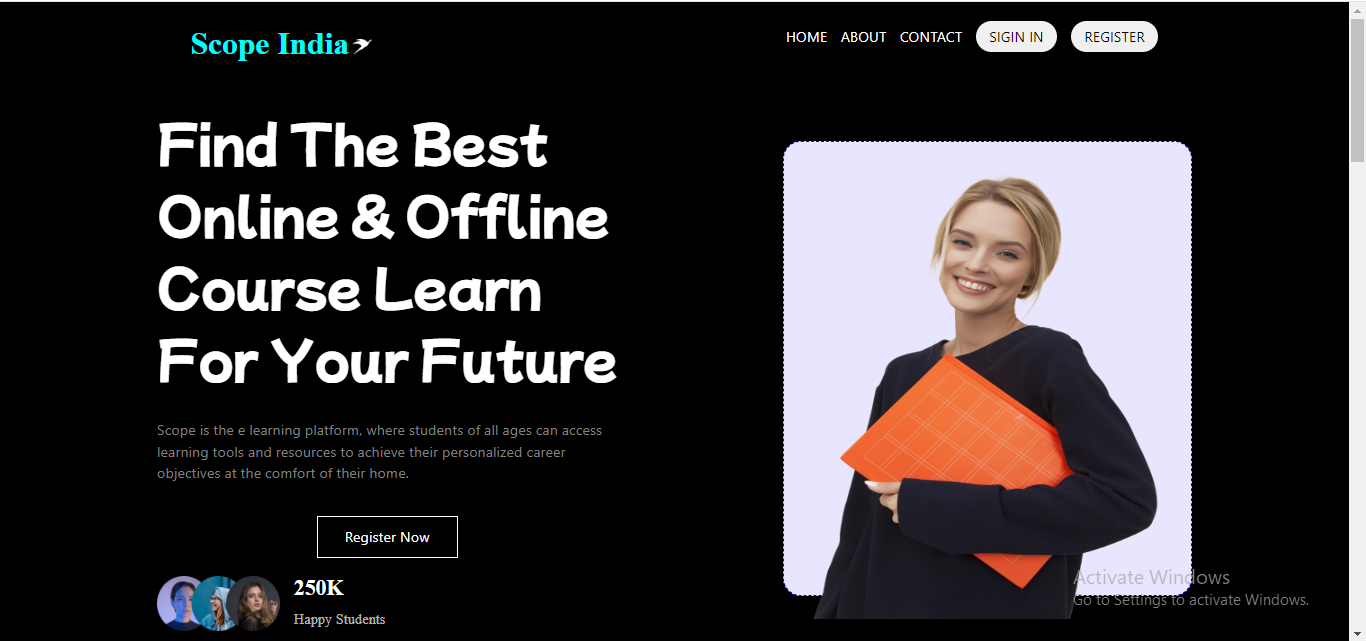 Scope India
HOME ABOUT CONTACT SIGIN IN REGISTER
Find The Best
Online & Offline
Course Learn
For Your Future
Scope is the e learning platform, where students of all ages can access
learning tools and resources to achieve their personalized career
objectives at the comfort of their home.
Register Now
250K
Happy Students
Activate Windows
Go to Settings to activate Windows.